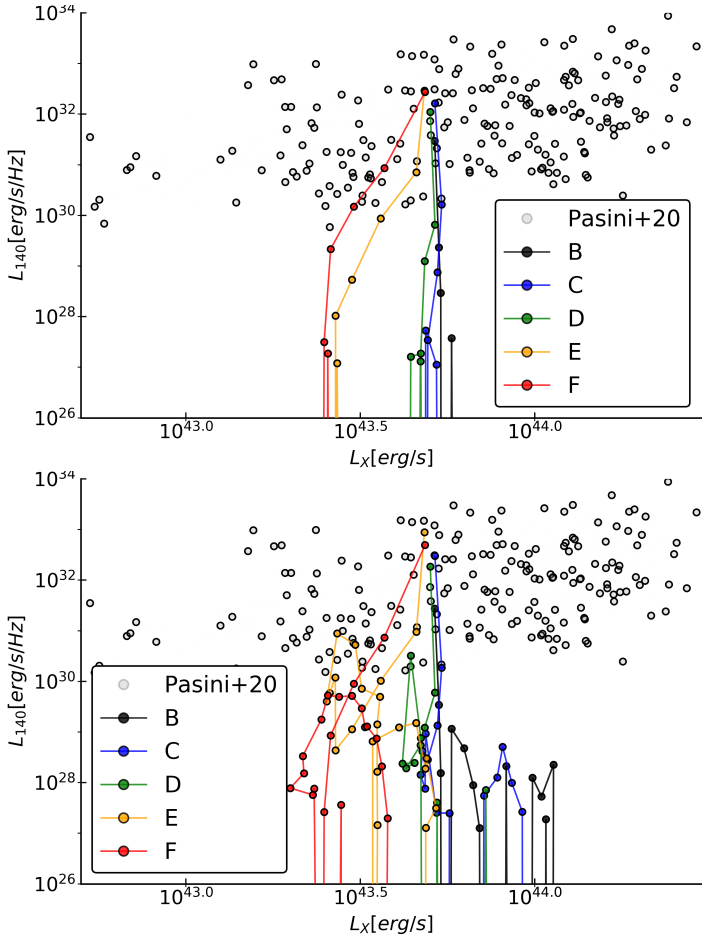 10^34
10^32
10^30
10^28
10^26
L_140[erg/s/Hz]
Pasini+20
B
C
D
E
F
10^43.0
10^43.5
10^44.0
L_X[erg/s]
10^34
10^32
10^30
10^28
10^26
L_140[erg/s/Hz]
Pasini+20
B
C
D
E
F
10^43.0
10^43.5
10^44.0
L_X[erg/s]